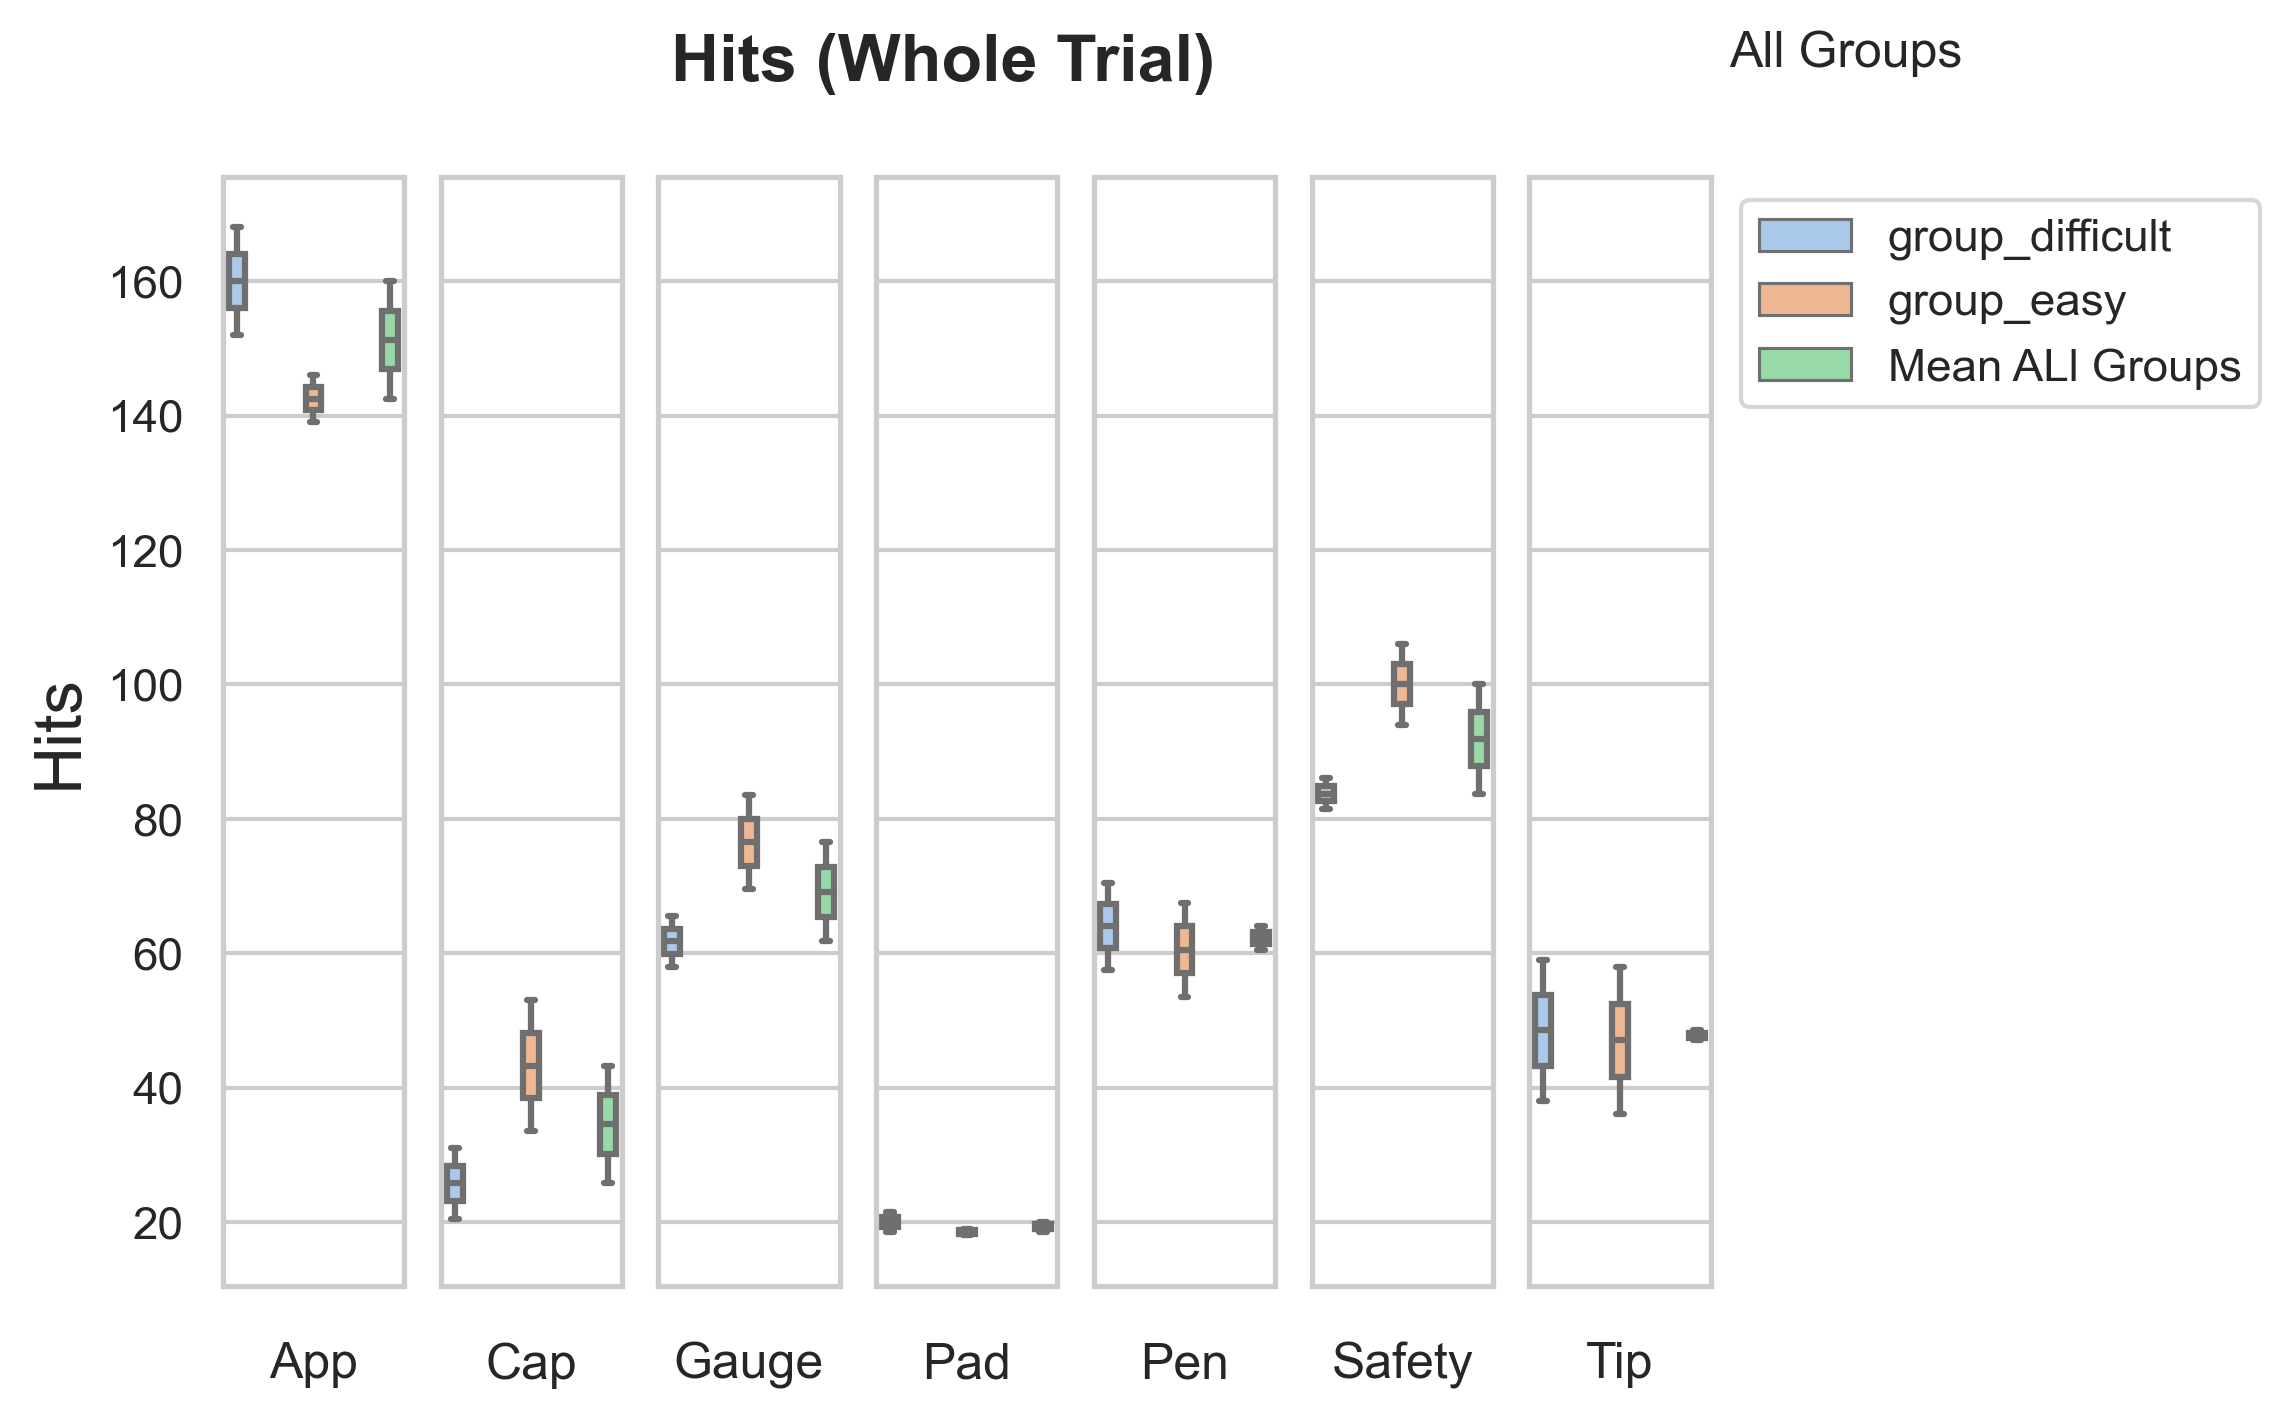 Hits (Whole Trial)
All Groups
group_difficult
group_easy
Mean ALl Groups
Hits
160
140
120
100
80
60
40
20
App
Cap
Gauge
Pad
Pen
Safety
Tip